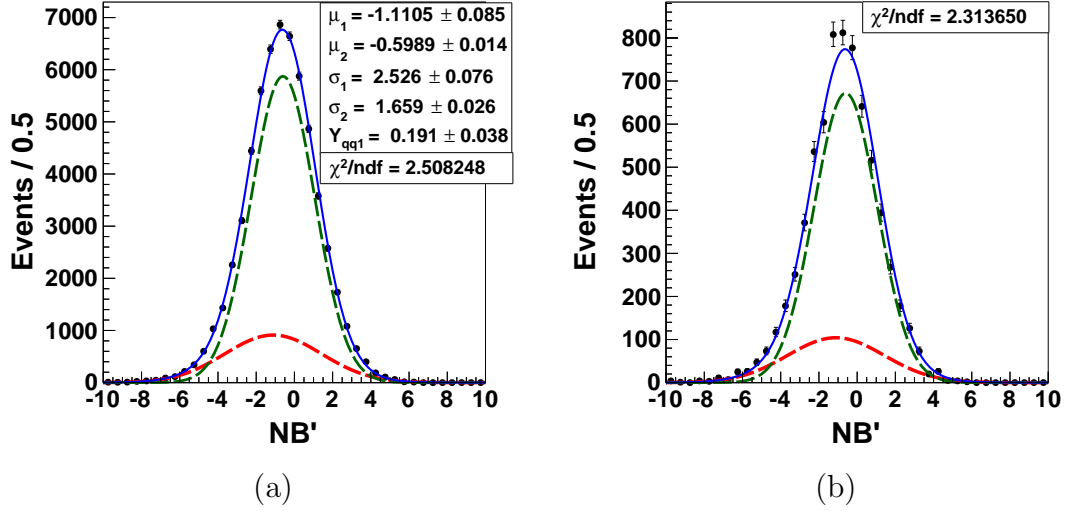 μ₁ = -1.1105 ± 0.085
μ₂ = -0.5989 ± 0.014
σ₁ = 2.526 ± 0.076
σ₂ = 1.659 ± 0.026
Y_qq1 = 0.191 ± 0.038
χ²/ndf = 2.508248
Events / 0.5
7000
6000
5000
4000
3000
2000
1000
0
-10 -8 -6 -4 -2 0 2 4 6 8 10
NB'
(a)
χ²/ndf = 2.313650
Events / 0.5
800
700
600
500
400
300
200
100
0
-10 -8 -6 -4 -2 0 2 4 6 8 10
NB'
(b)